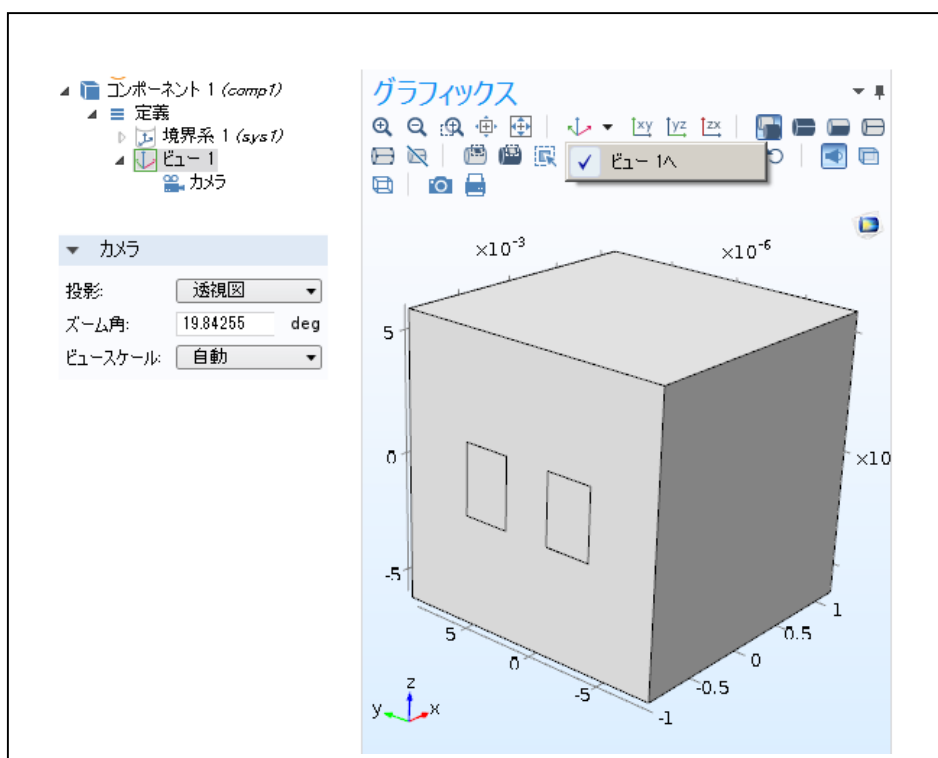 コンポーネント 1 (comp1)
定義
境界系 1 (sys1)
ビュー 1
カメラ
カメラ
投影: 透視図
ズーム角: 19.84255 deg
ビュースケール: 自動
グラフィックス
xy yz zx
ビュー 1へ
×10⁻³ ×10⁻⁶
5
0
-5
×10
5
0
-5
1
0.5
0
-0.5
-1
z
y x